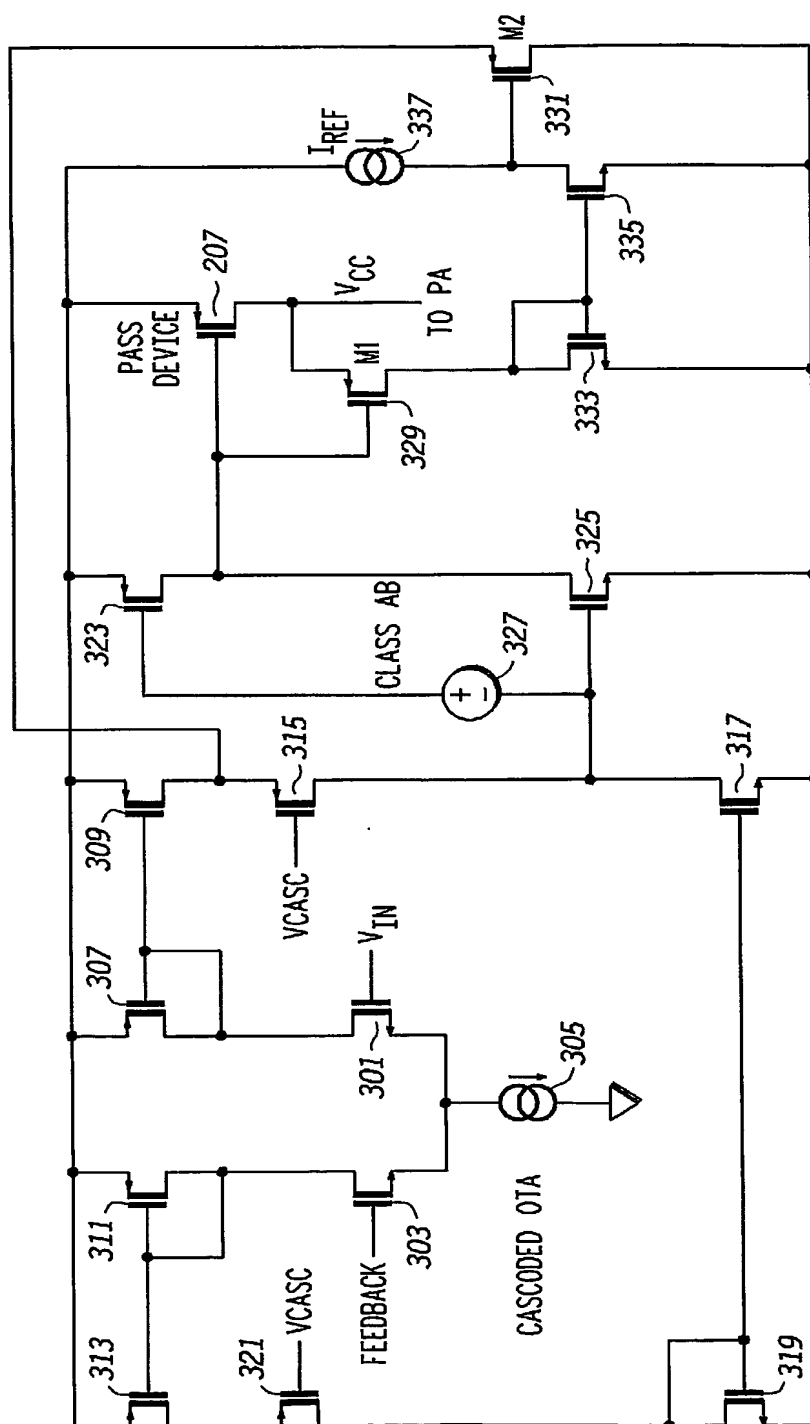 313
311
307
309
323
PASS
DEVICE
207
I_REF
337
M2
331
321
VCASC
FEEDBACK
303
301
V_IN
VCASC
315
CLASS AB
327
325
M1
329
V_CC
TO PA
333
335
305
CASCODED OTA
319
317